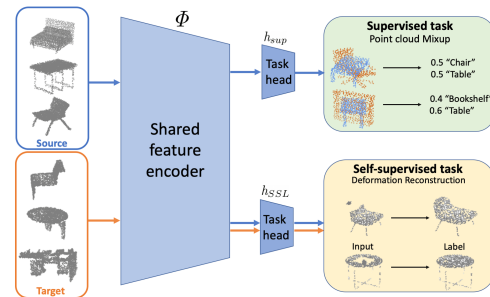 Φ
Source
Target
Shared
feature
encoder
h_sup
Task
head
h_SSL
Task
head
Supervised task
Point cloud Mixup
0.5 "Chair"
0.5 "Table"
0.4 "Bookshelf"
0.6 "Table"
Self-supervised task
Deformation Reconstruction
Input
Label